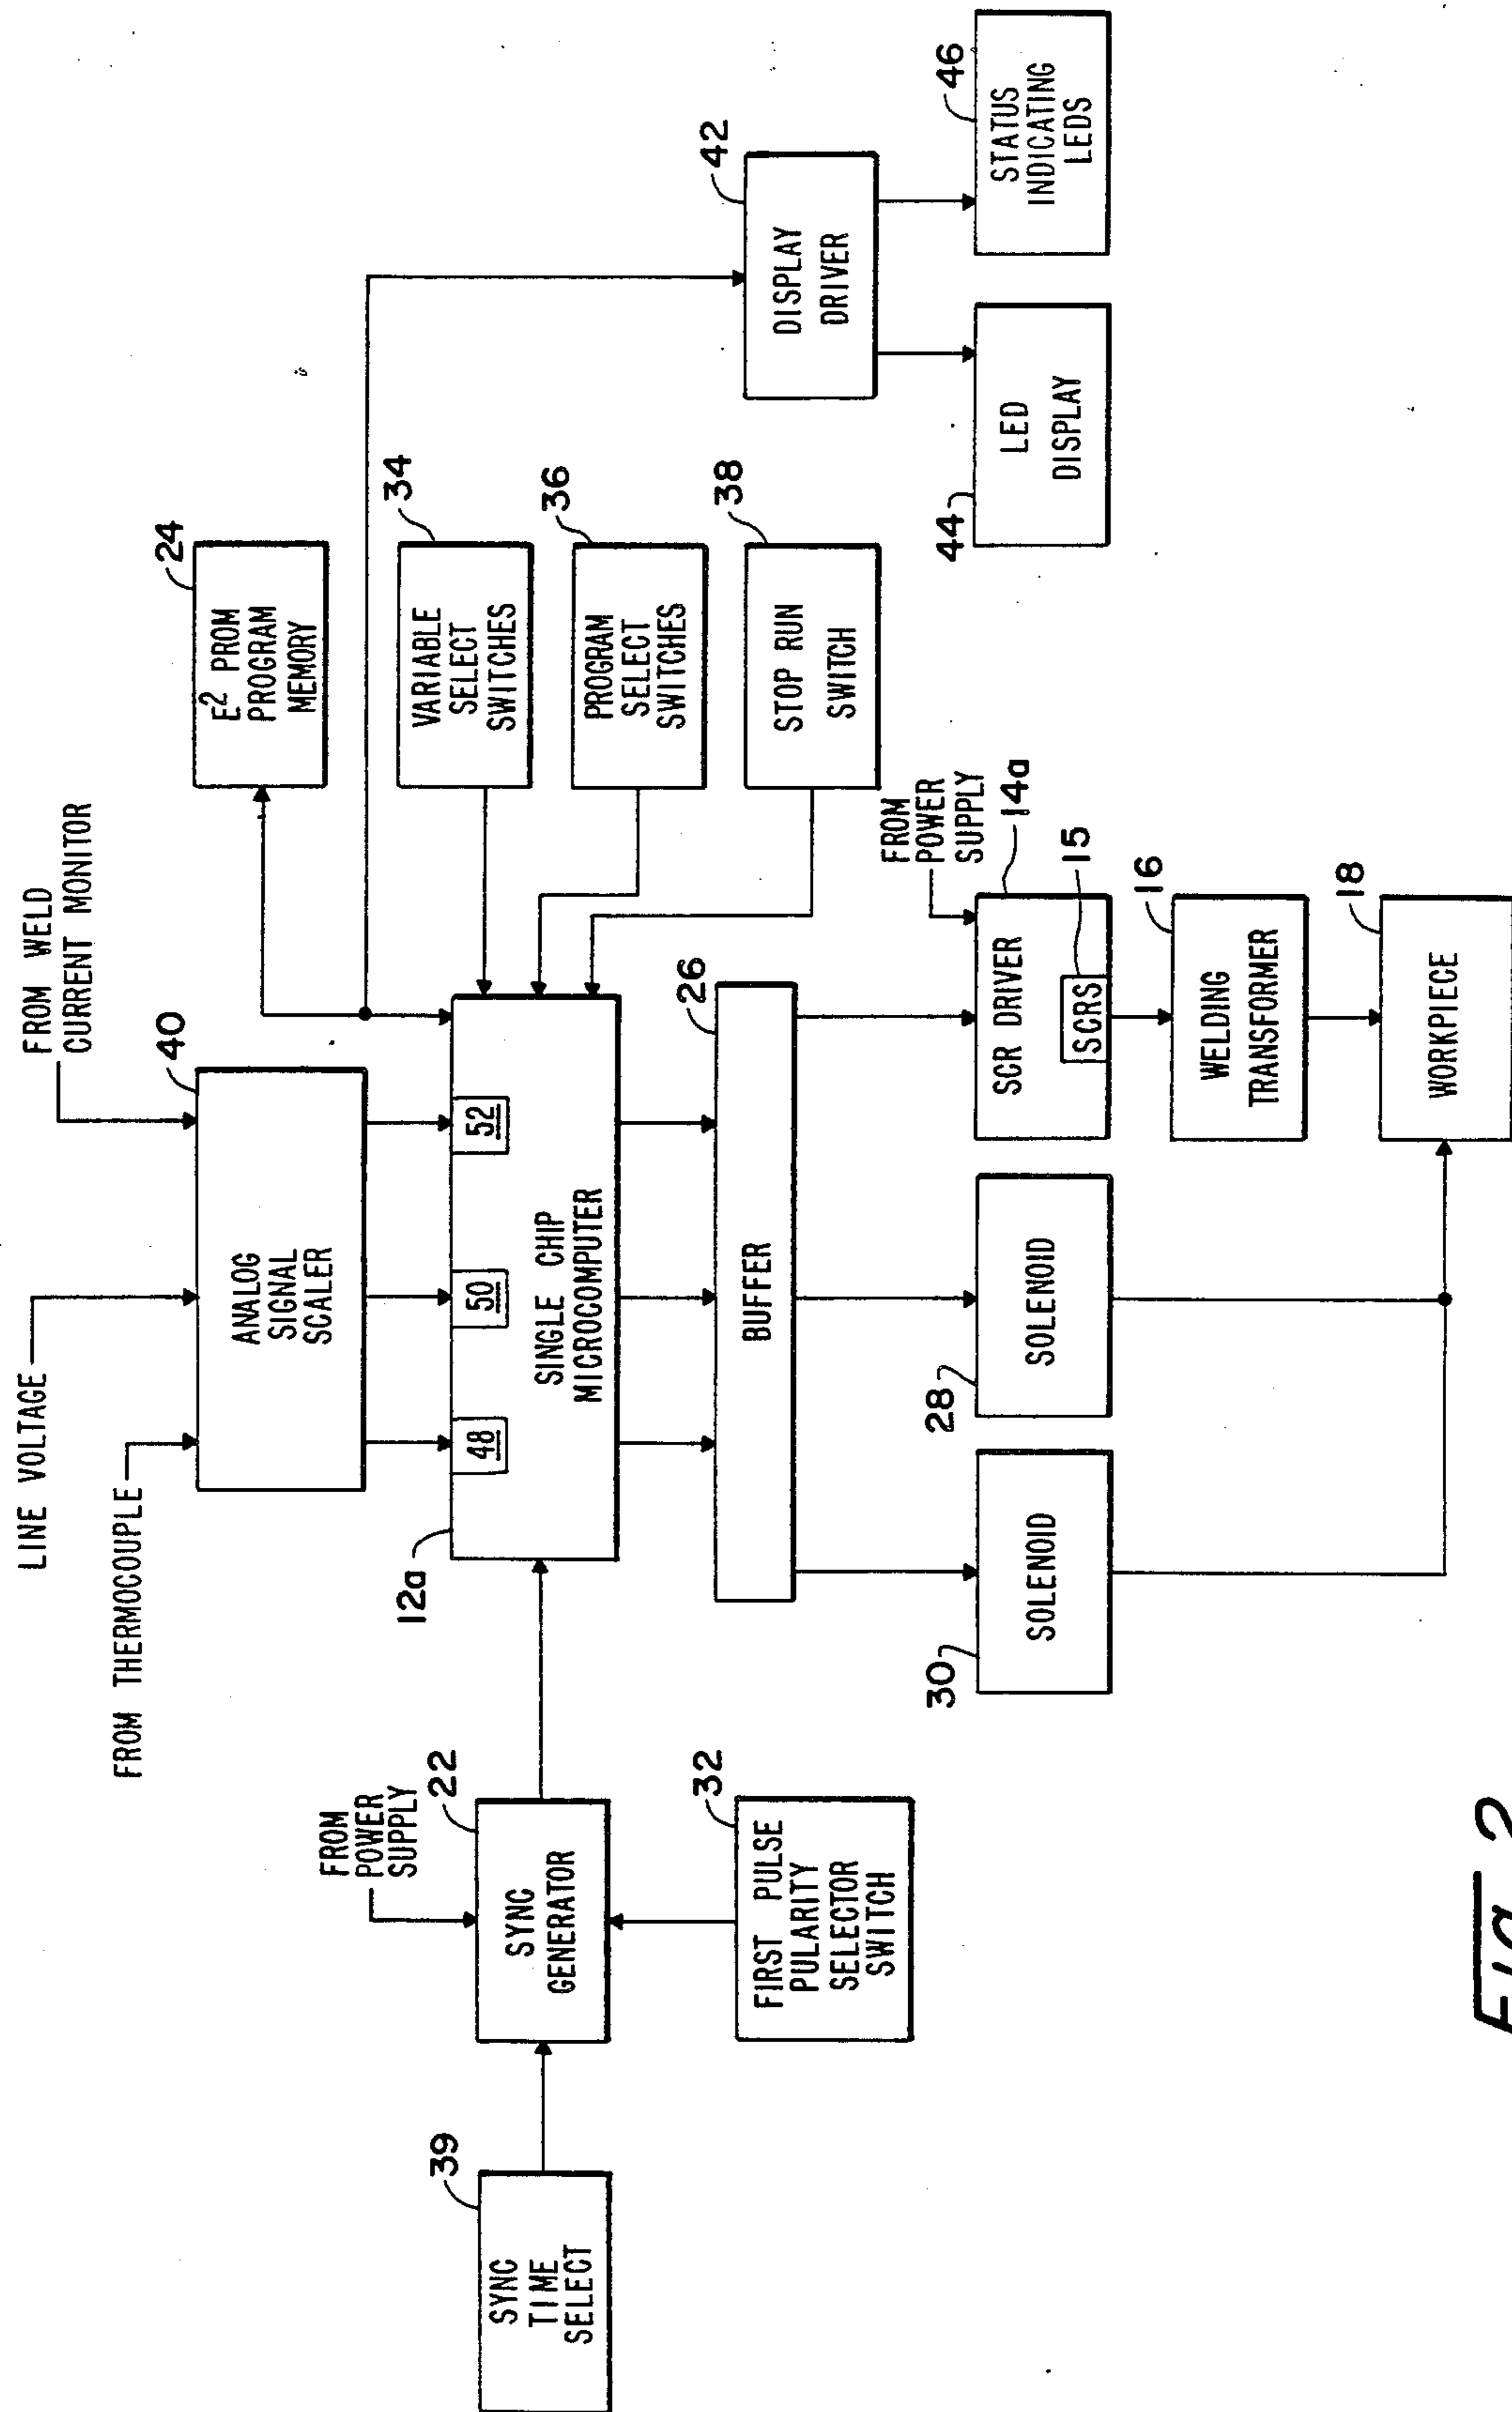 FROM WELD
CURRENT MONITOR
LINE VOLTAGE
FROM THERMOCOUPLE
40
ANALOG
SIGNAL
SCALER
24
E2 PROM
PROGRAM
MEMORY
34
VARIABLE
SELECT
SWITCHES
36
PROGRAM
SELECT
SWITCHES
38
STOP RUN
SWITCH
42
DISPLAY
DRIVER
44
LED
DISPLAY
46
STATUS
INDICATING
LEDS
12a
48
50
52
SINGLE CHIP
MICROCOMPUTER
39
SYNC
TIME
SELECT
FROM
POWER
SUPPLY
22
SYNC
GENERATOR
32
FIRST PULSE
PULARITY
SELECTOR
SWITCH
26
BUFFER
30
SOLENOID
28
SOLENOID
FROM
POWER
SUPPLY
14a
SCR DRIVER
15
SCRS
16
WELDING
TRANSFORMER
18
WORKPIECE
Fig. 2